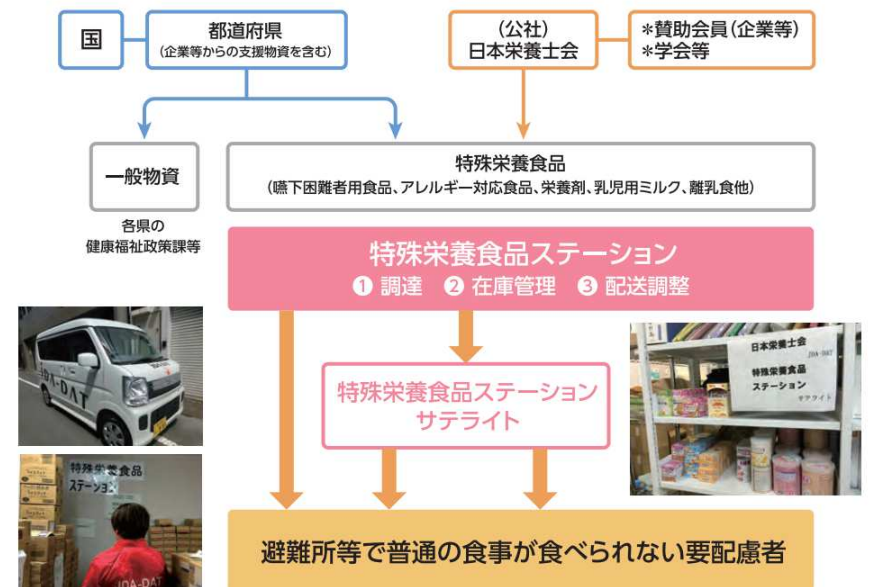 国
都道府県
(企業等からの支援物資を含む)
(公社)
日本栄養士会
*賛助会員(企業等)
*学会等
一般物資
各県の
健康福祉政策課等
特殊栄養食品
(嚥下困難者用食品、アレルギー対応食品、栄養剤、乳児用ミルク、離乳食他)
特殊栄養食品ステーション
❶ 調達 ❷ 在庫管理 ❸ 配送調整
JDA-DAT
特殊栄養食品ステーション
サテライト
日本栄養士会
JDA-DAT
特殊栄養食品
ステーション
サテライト
特殊栄養食品
ステーション
JDA-DAT
避難所等で普通の食事が食べられない要配慮者